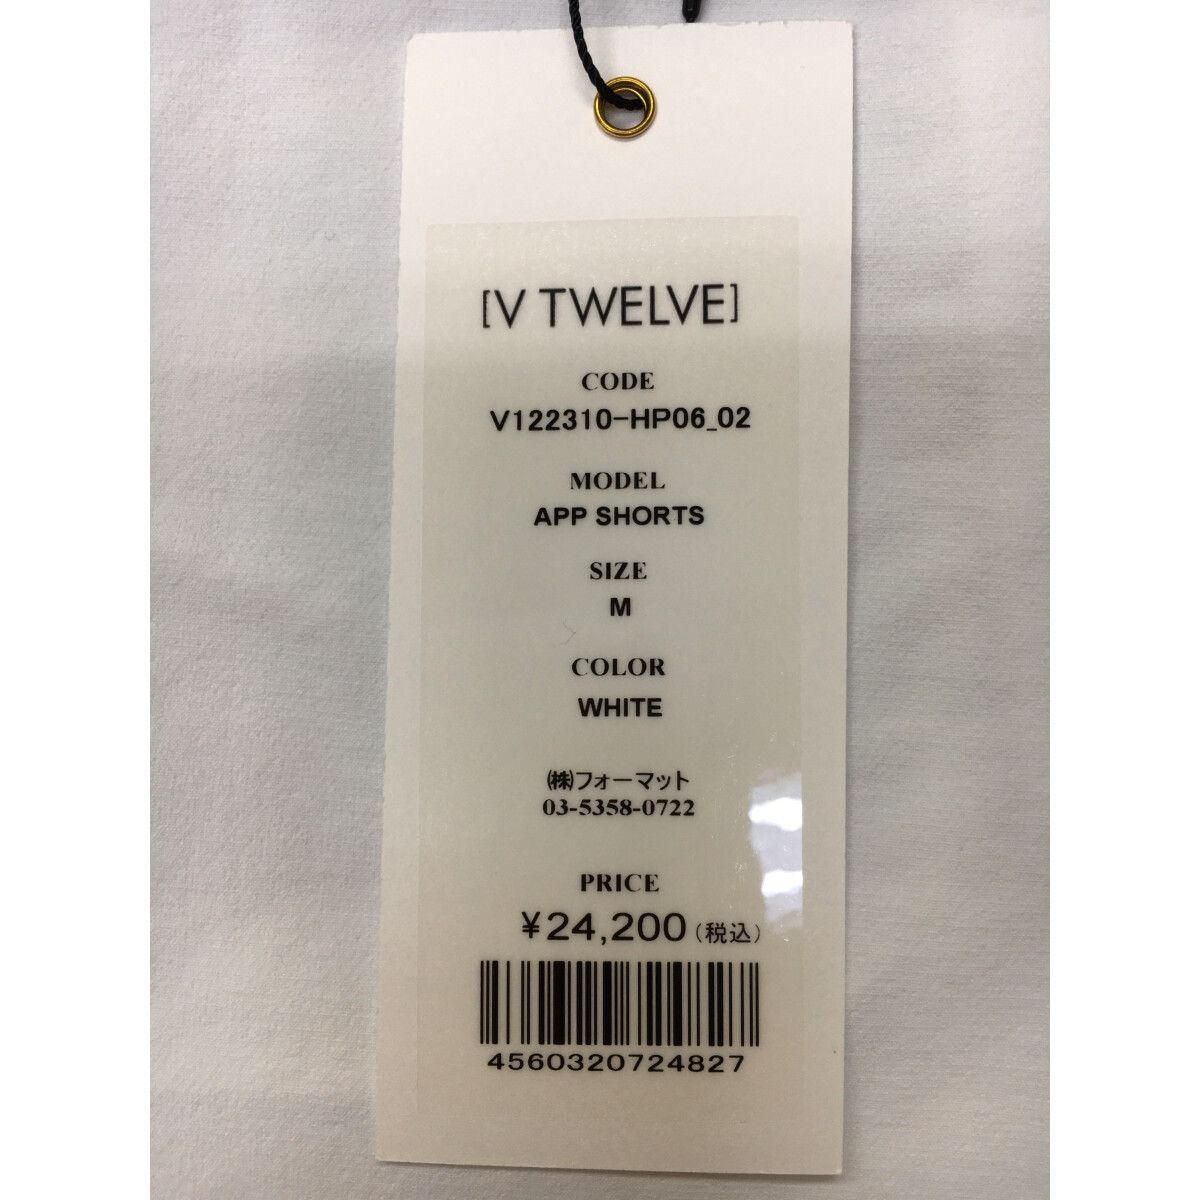 [V TWELVE]
CODE
V122310-HP06_02
MODEL
APP SHORTS
SIZE
M
COLOR
WHITE
㈱フォーマット
03-5358-0722
PRICE
¥24,200(税込)
4560320724827